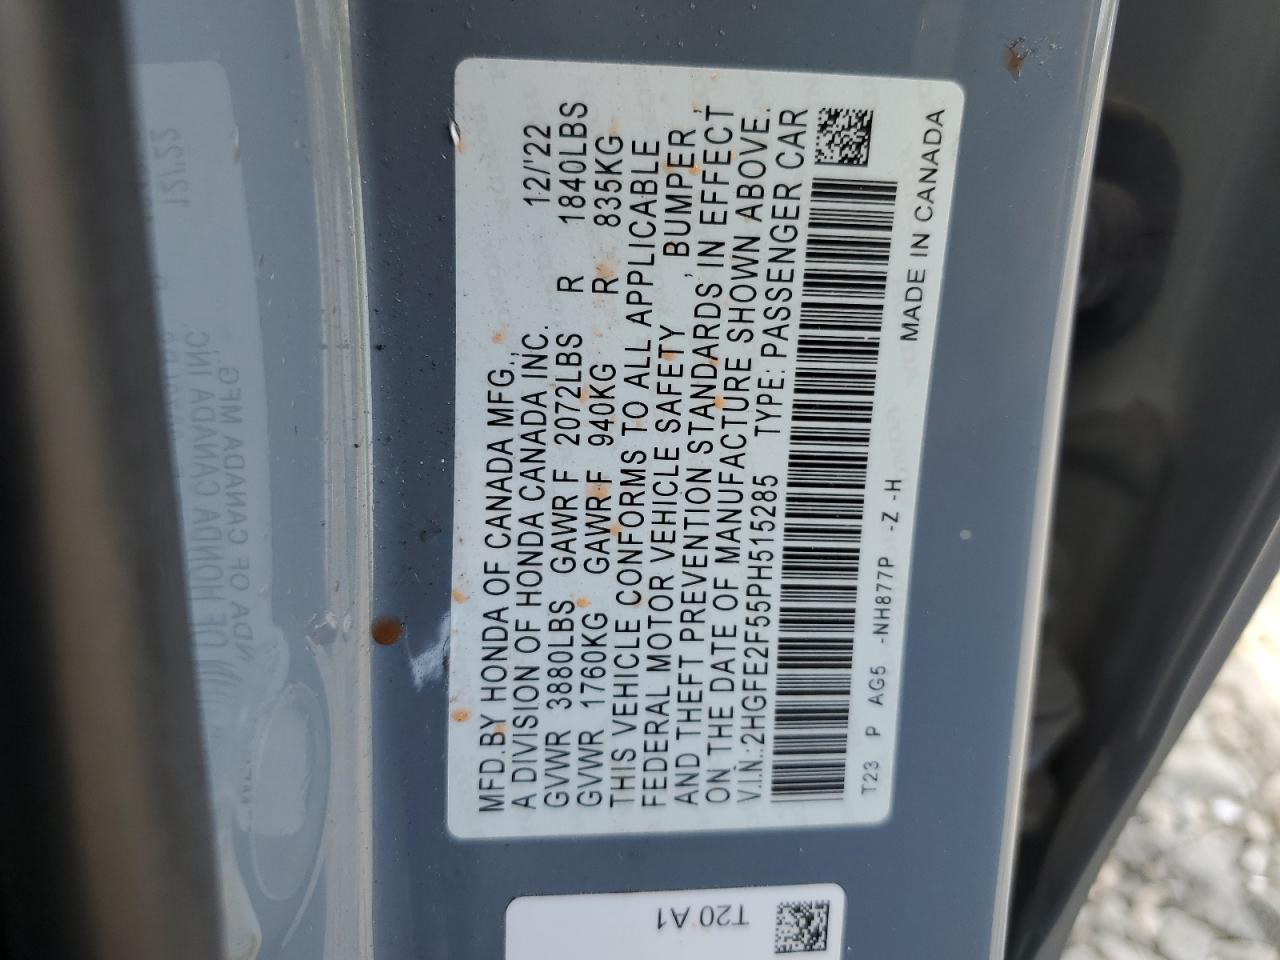 MFD.BY HONDA OF CANADA MFG., 12/'22
A DIVISION OF HONDA CANADA INC.
GVWR 3880LBS GAWR F 2072LBS R 1840LBS
GVWR 1760KG GAWR F 940KG R 835KG
THIS VEHICLE CONFORMS TO ALL APPLICABLE
FEDERAL MOTOR VEHICLE SAFETY , BUMPER ,
AND THEFT PREVENTION STANDARDS IN EFFECT
ON THE DATE OF MANUFACTURE SHOWN ABOVE.
V.I.N.:2HGFE2F55PH515285 TYPE: PASSENGER CAR
T23 P AG5 -NH877P -Z -H
MADE IN CANADA
T20 A1